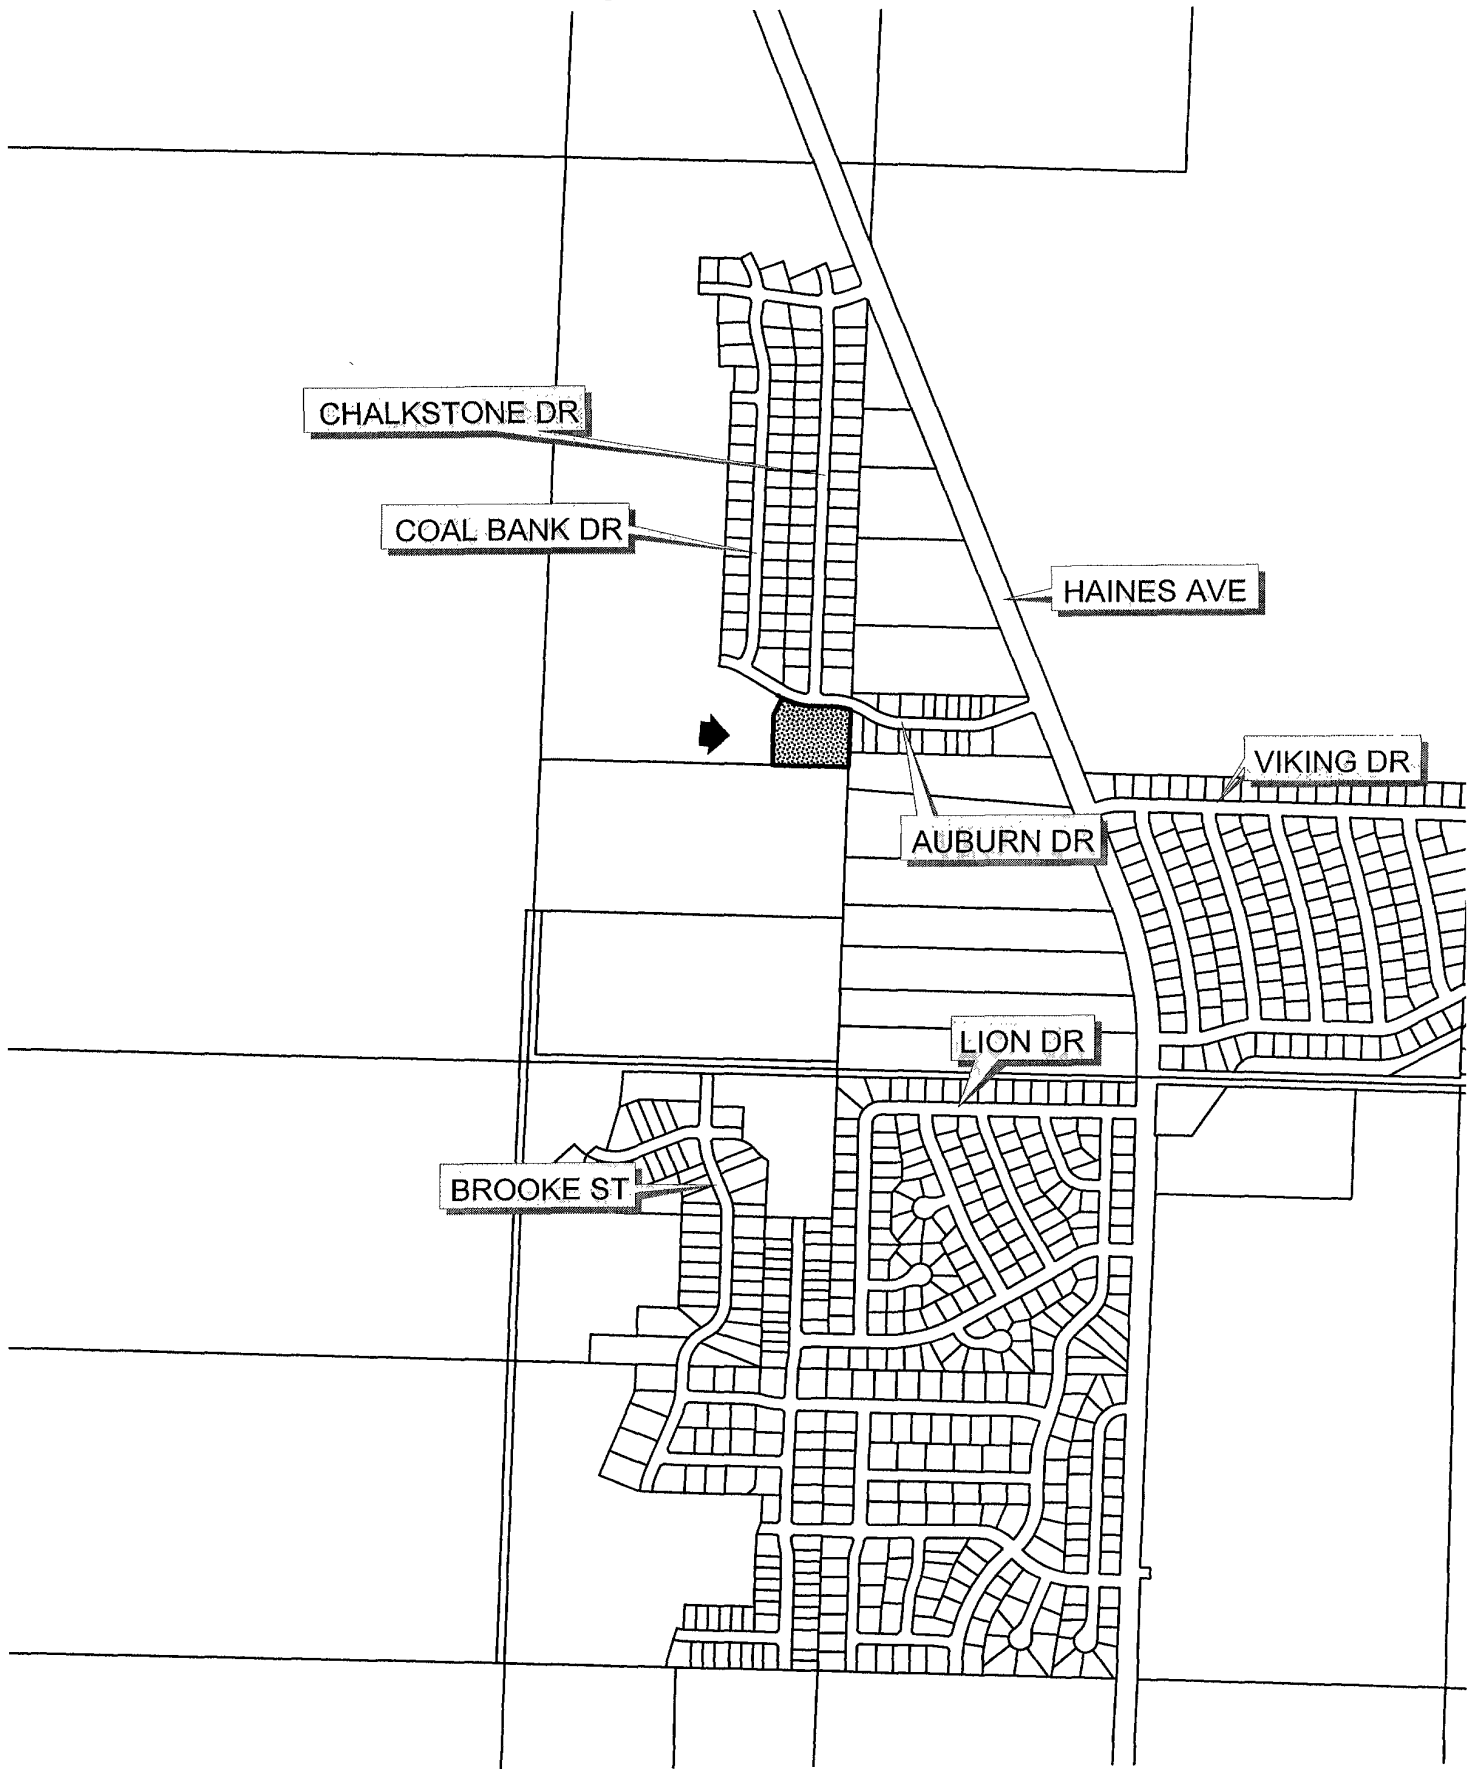 CHALKSTONE DR
COAL BANK DR
HAINES AVE
VIKING DR
AUBURN DR
LION DR
BROOKE ST